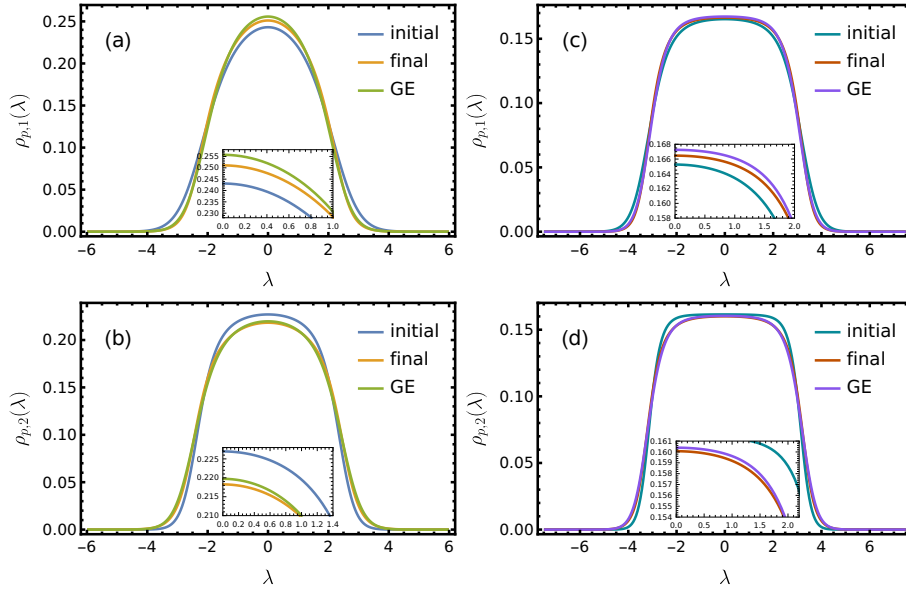 (a)
initial
final
GE
ρp,1(λ)
0.00
0.05
0.10
0.15
0.20
0.25
−6 −4 −2 0 2 4 6
λ
0.230
0.235
0.240
0.245
0.250
0.255
0.0 0.2 0.4 0.6 0.8 1.0
(c)
initial
final
GE
ρp,1(λ)
0.00
0.05
0.10
0.15
−6 −4 −2 0 2 4 6
λ
0.158
0.160
0.162
0.164
0.166
0.168
0.0 0.5 1.0 1.5 2.0
(b)
initial
final
GE
ρp,2(λ)
0.00
0.05
0.10
0.15
0.20
−6 −4 −2 0 2 4 6
λ
0.210
0.215
0.220
0.225
0.0 0.2 0.4 0.6 0.8 1.0 1.2 1.4
(d)
initial
final
GE
ρp,2(λ)
0.00
0.05
0.10
0.15
−6 −4 −2 0 2 4 6
λ
0.154
0.155
0.156
0.157
0.158
0.159
0.160
0.161
0.0 0.5 1.0 1.5 2.0